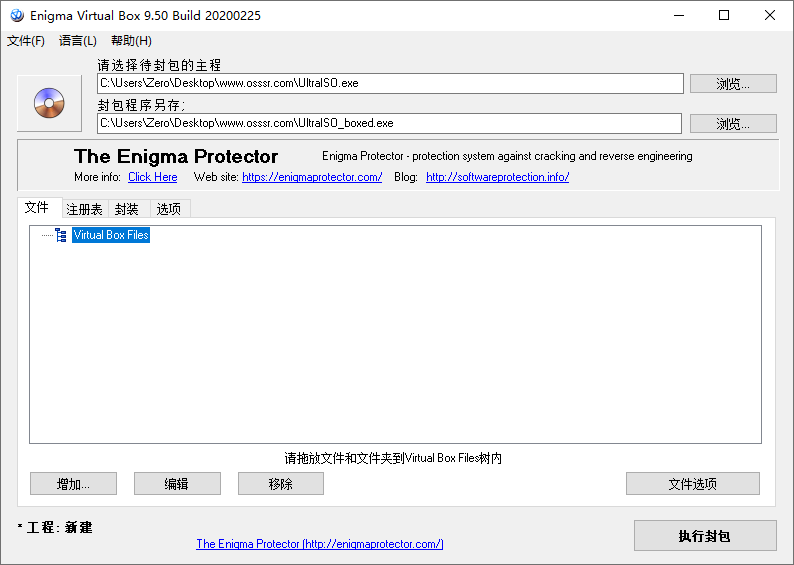 Enigma Virtual Box 9.50 Build 20200225
文件(F) 语言(L) 帮助(H)
请选择待封包的主程
C:\Users\Zero\Desktop\www.osssr.com\UltraISO.exe 浏览...
封包程序另存;
C:\Users\Zero\Desktop\www.osssr.com\UltraISO_boxed.exe 浏览...
The Enigma Protector Enigma Protector - protection system against cracking and reverse engineering
More info: Click Here Web site: https://enigmaprotector.com/ Blog: http://softwareprotection.info/
文件 注册表 封装 选项
Virtual Box Files
请拖放文件和文件夹到Virtual Box Files树内
增加... 编辑 移除 文件选项
* 工程: 新建
The Enigma Protector (http://enigmaprotector.com/)
执行封包